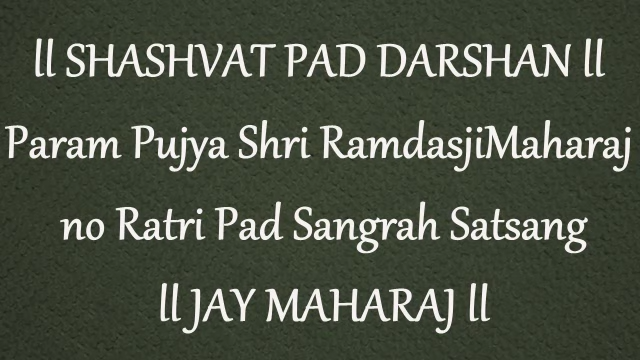 ll SHASHVAT PAD DARSHAN ll
Param Pujya Shri RamdasjiMaharaj
no Ratri Pad Sangrah Satsang
ll JAY MAHARAJ ll